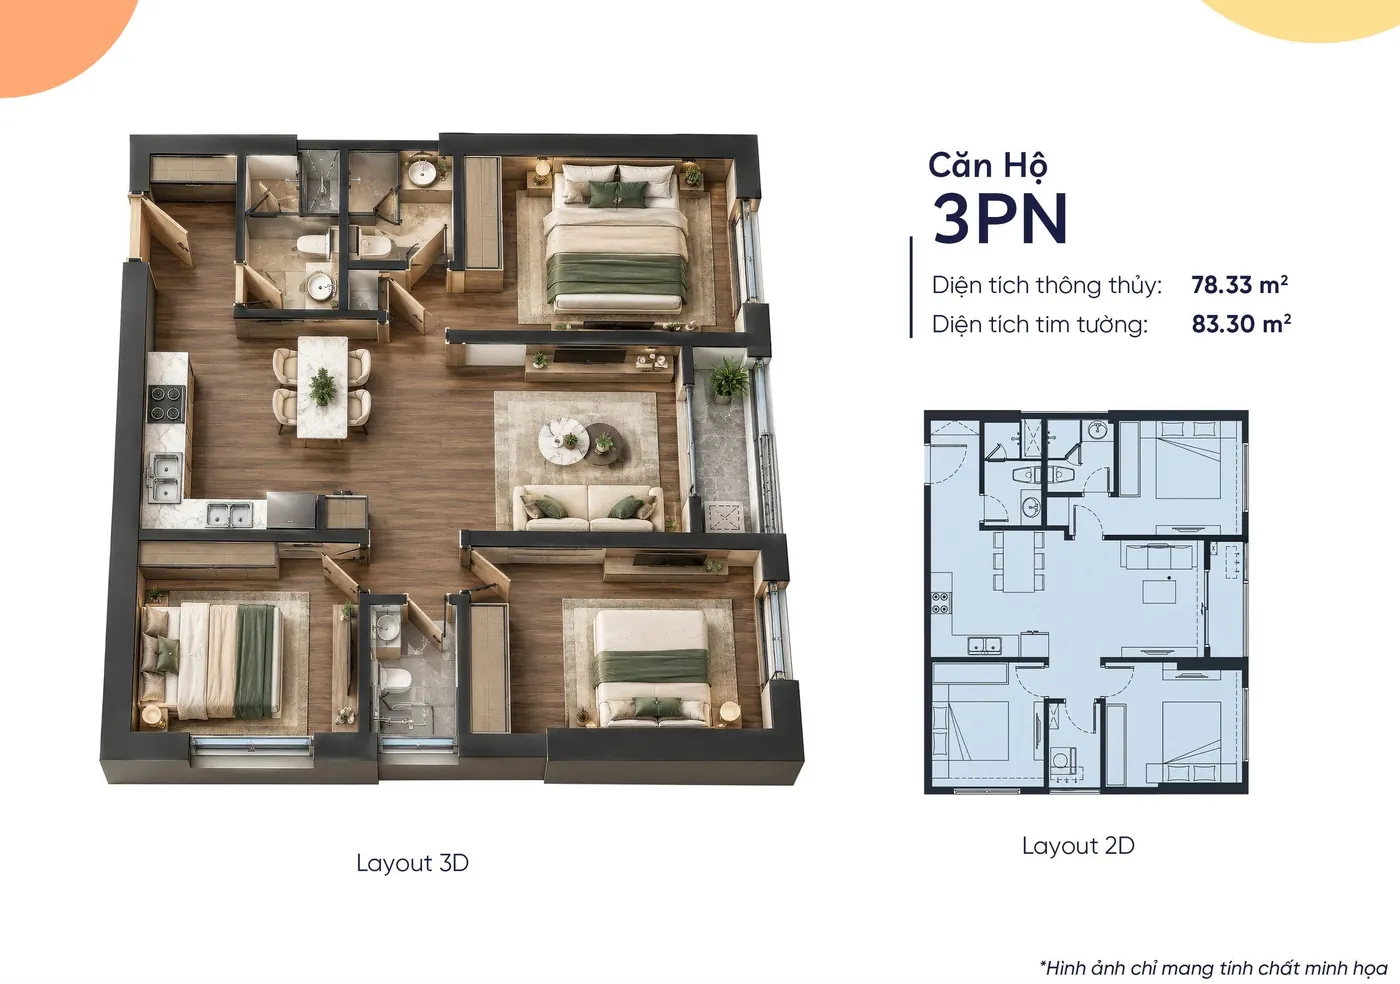 Căn Hộ
3PN
Diện tích thông thủy: 78.33 m²
Diện tích tim tường: 83.30 m²
Layout 3D
Layout 2D
*Hình ảnh chỉ mang tính chất minh họa